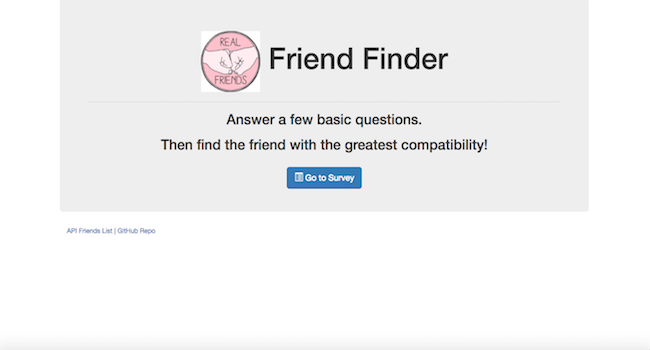 REAL
FRIENDS
Friend Finder
Answer a few basic questions.
Then find the friend with the greatest compatibility!
Go to Survey
API Friends List | GitHub Repo